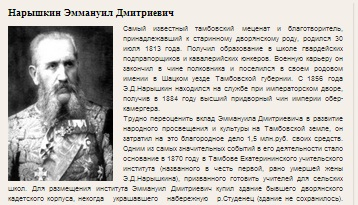 Нарышкин Эммануил Дмитриевич
Самый известный тамбовский меценат и благотворитель,
принадлежавший к старинному дворянскому роду, родился 30
июля 1813 года. Получил образование в школе гвардейских
подпрапорщиков и кавалерийских юнкеров. Военную карьеру он
закончил в чине полковника и поселился в своем родовом
имении в Шацком уезде Тамбовской губернии. С 1856 года
Э.Д.Нарышкин находился на службе при императорском дворе,
получив в 1884 году высший придворный чин империи обер-
камергера.
Трудно переоценить вклад Эммануила Дмитриевича в развитие
народного просвещения и культуры на Тамбовской земле, он
затратил на это благородное дело 1,5 млн.руб. своих средств.
Одним из самых значительных событий в его деятельности стало
основание в 1870 году в Тамбове Екатерининского учительского
института (названного в честь первой, рано умершей жены
Э.Д.Нарышкина), призванного готовить учителей для сельских
школ. Для размещения института Эммануил Дмитриевич купил здание бывшего дворянского
кадетского корпуса, некогда украшавшего набережную р.Студенец (здание не сохранилось).